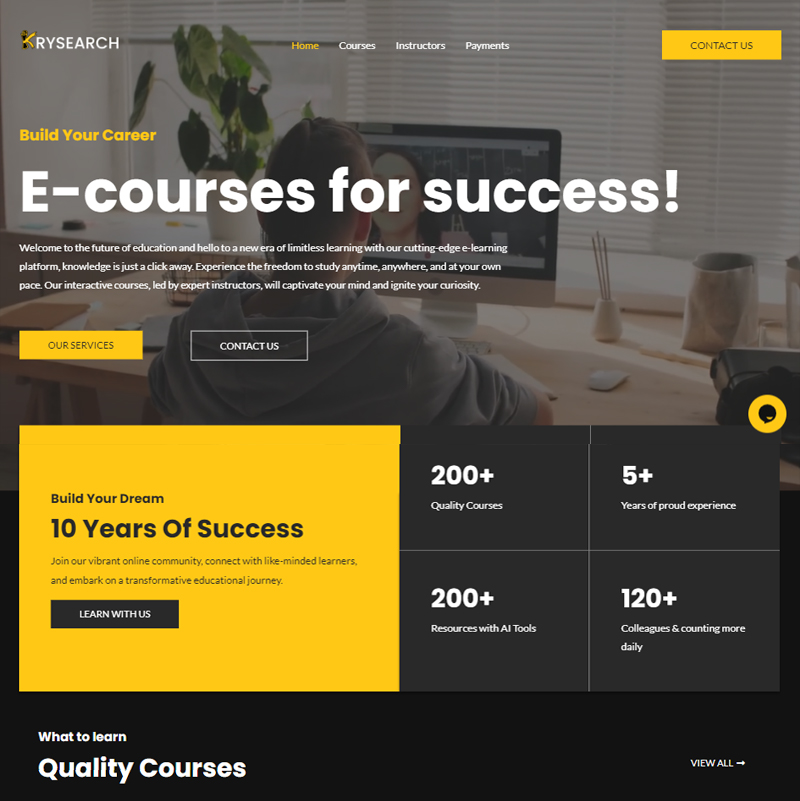 KRYSEARCH
Home Courses Instructors Payments
CONTACT US
Build Your Career
E-courses for success!
Welcome to the future of education and hello to a new era of limitless learning with our cutting-edge e-learning
platform, knowledge is just a click away. Experience the freedom to study anytime, anywhere, and at your own
pace. Our interactive courses, led by expert instructors, will captivate your mind and ignite your curiosity.
OUR SERVICES
CONTACT US
Build Your Dream
10 Years Of Success
Join our vibrant online community, connect with like-minded learners,
and embark on a transformative educational journey.
LEARN WITH US
200+
Quality Courses
5+
Years of proud experience
200+
Resources with AI Tools
120+
Colleagues & counting more
daily
What to learn
Quality Courses
VIEW ALL →